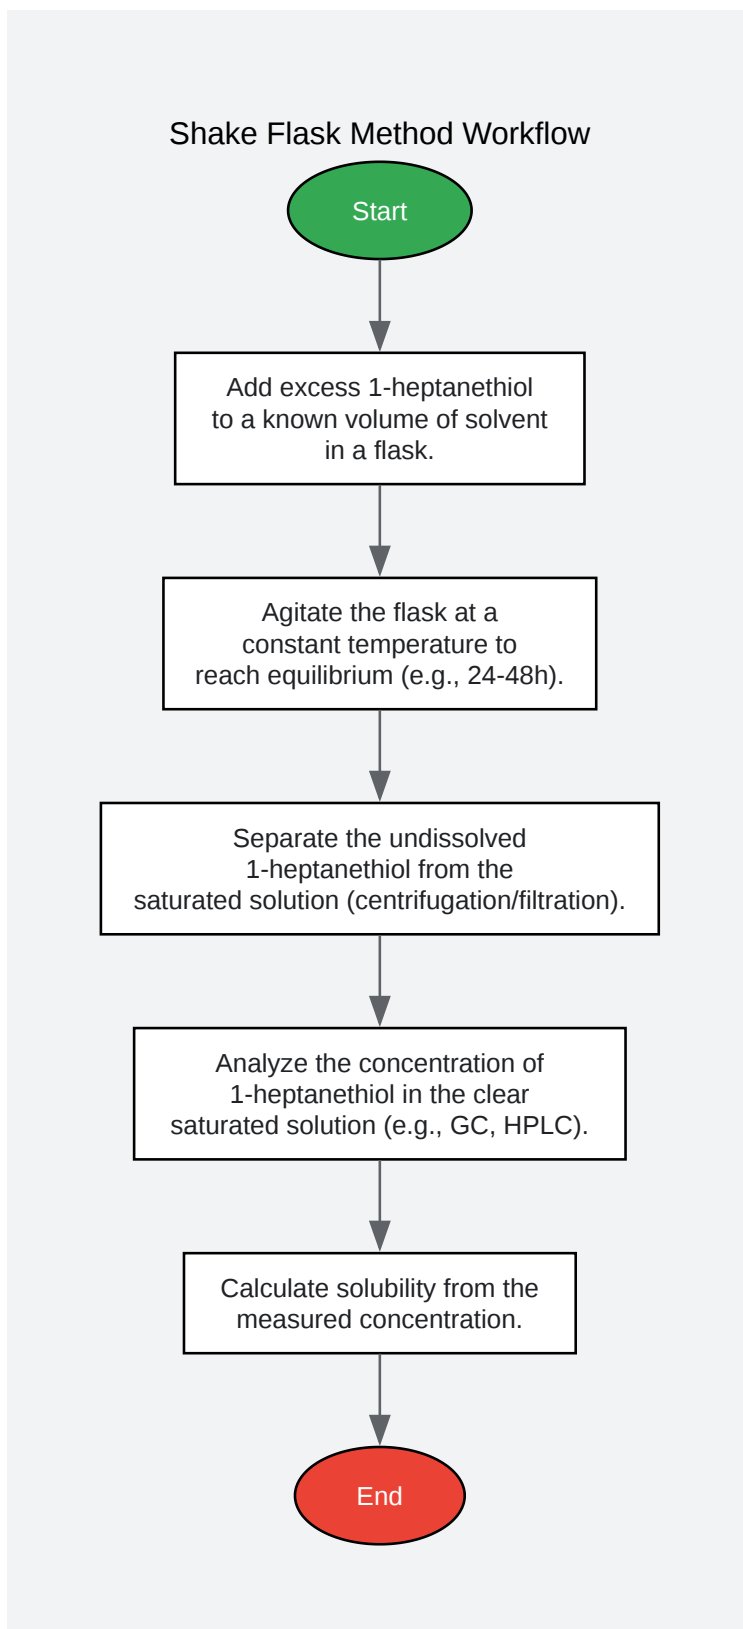 Shake Flask Method Workflow
Start
Add excess 1-heptanethiol
to a known volume of solvent
in a flask.
Agitate the flask at a
constant temperature to
reach equilibrium (e.g., 24-48h).
Separate the undissolved
1-heptanethiol from the
saturated solution (centrifugation/filtration).
Analyze the concentration of
1-heptanethiol in the clear
saturated solution (e.g., GC, HPLC).
Calculate solubility from the
measured concentration.
End